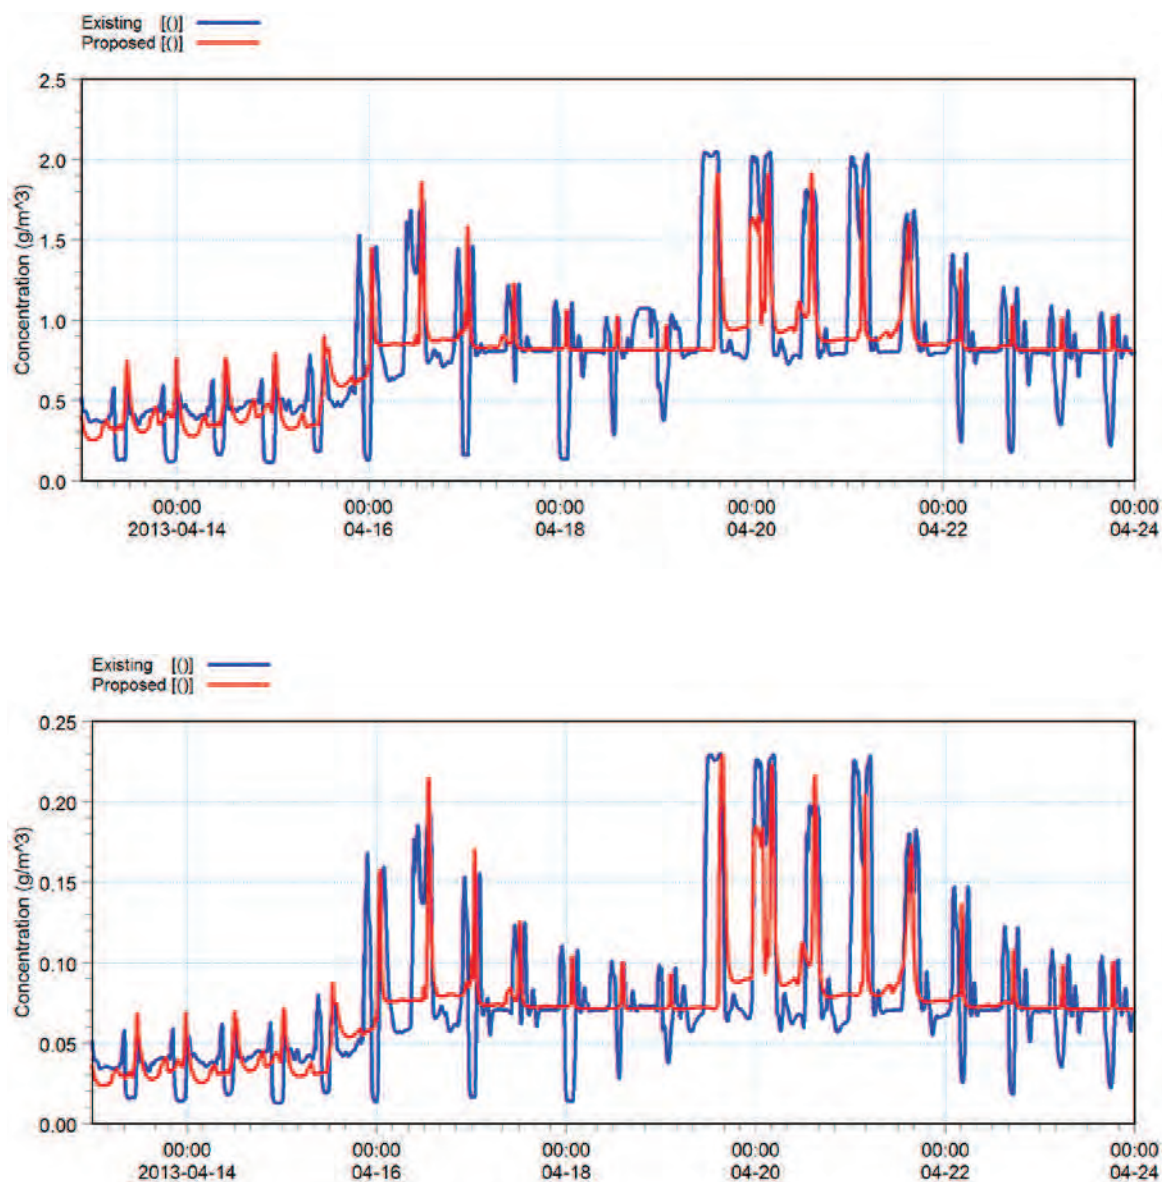 Existing [()]
Proposed [()]
2.5
2.0
1.5
1.0
0.5
0.0
Concentration (g/m^3)
00:00 00:00 00:00 00:00 00:00 00:00
2013-04-14 04-16 04-18 04-20 04-22 04-24
Existing [()]
Proposed [()]
0.25
0.20
0.15
0.10
0.05
0.00
Concentration (g/m^3)
00:00 00:00 00:00 00:00 00:00 00:00
2013-04-14 04-16 04-18 04-20 04-22 04-24